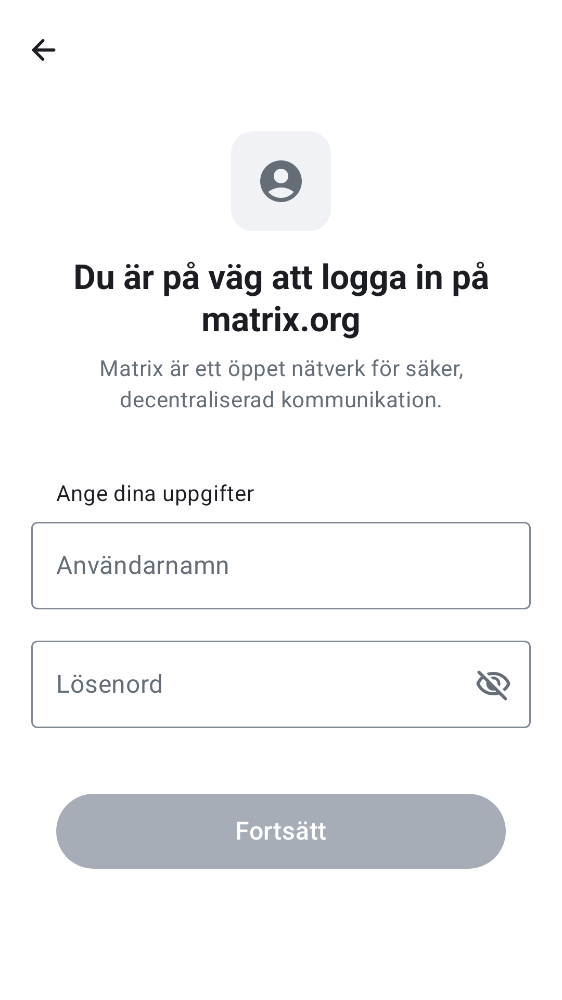 Du är på väg att logga in på
matrix.org
Matrix är ett öppet nätverk för säker,
decentraliserad kommunikation.
Ange dina uppgifter
Användarnamn
Lösenord
Fortsätt